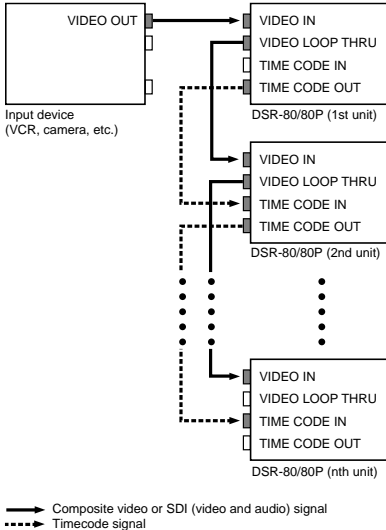 VIDEO OUT
Input device
(VCR, camera, etc.)
VIDEO IN
VIDEO LOOP THRU
TIME CODE IN
TIME CODE OUT
DSR-80/80P (1st unit)
VIDEO IN
VIDEO LOOP THRU
TIME CODE IN
TIME CODE OUT
DSR-80/80P (2nd unit)
VIDEO IN
VIDEO LOOP THRU
TIME CODE IN
TIME CODE OUT
DSR-80/80P (nth unit)
Composite video or SDI (video and audio) signal
Timecode signal